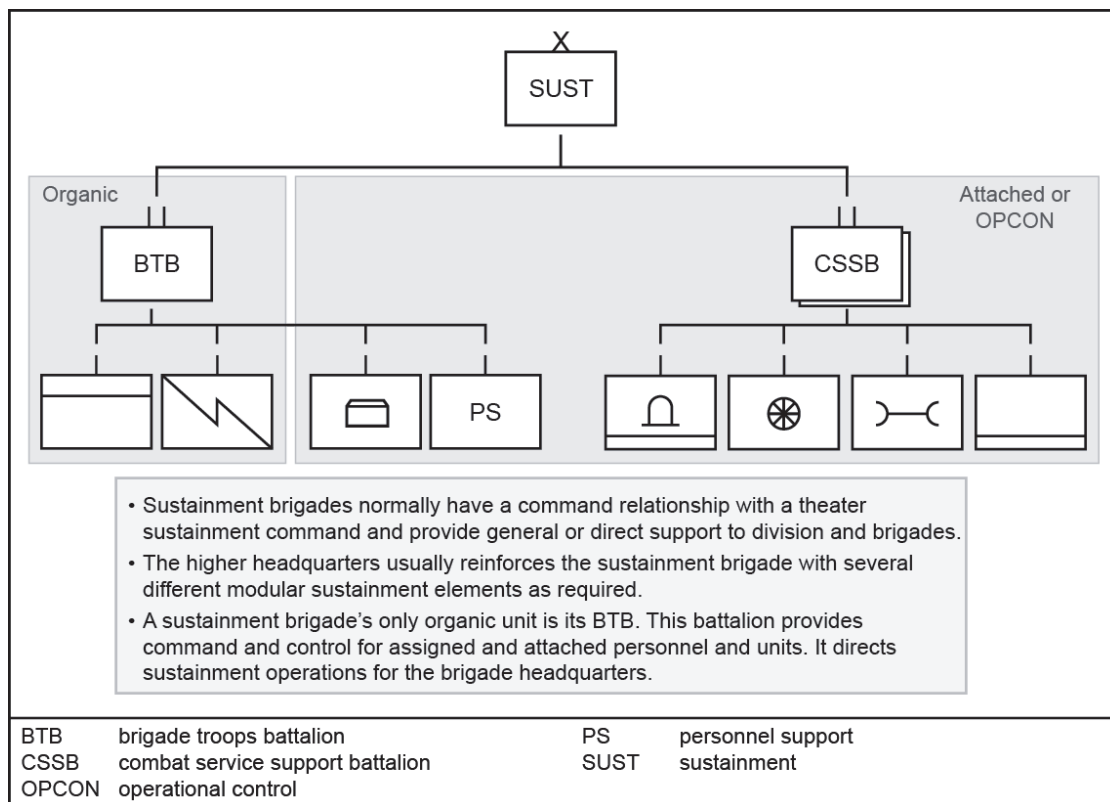 X
SUST
Organic
Attached or
OPCON
BTB
CSSB
PS
• Sustainment brigades normally have a command relationship with a theater
sustainment command and provide general or direct support to division and brigades.
• The higher headquarters usually reinforces the sustainment brigade with several
different modular sustainment elements as required.
• A sustainment brigade's only organic unit is its BTB. This battalion provides
command and control for assigned and attached personnel and units. It directs
sustainment operations for the brigade headquarters.
BTB brigade troops battalion
CSSB combat service support battalion
OPCON operational control
PS personnel support
SUST sustainment